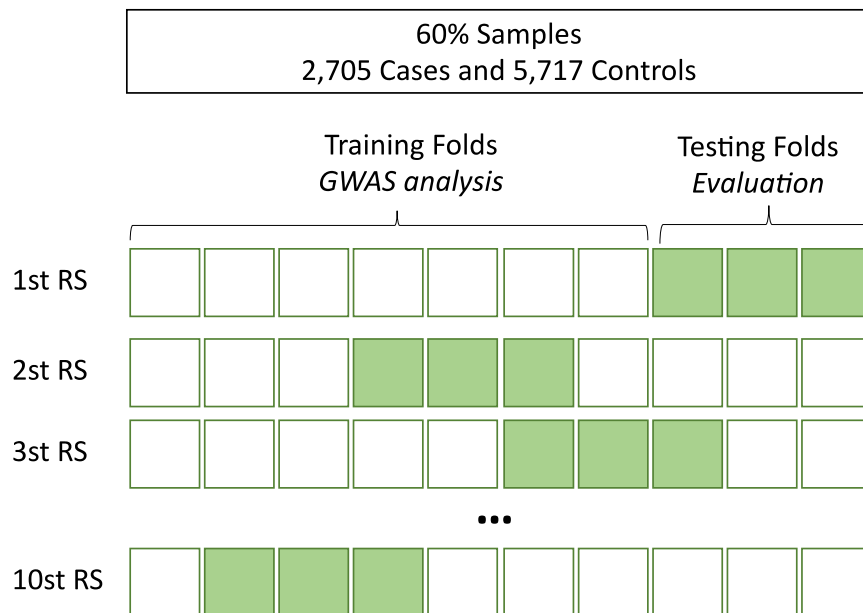 60% Samples
2,705 Cases and 5,717 Controls
Training Folds
GWAS analysis
Testing Folds
Evaluation
1st RS
2st RS
3st RS
...
10st RS